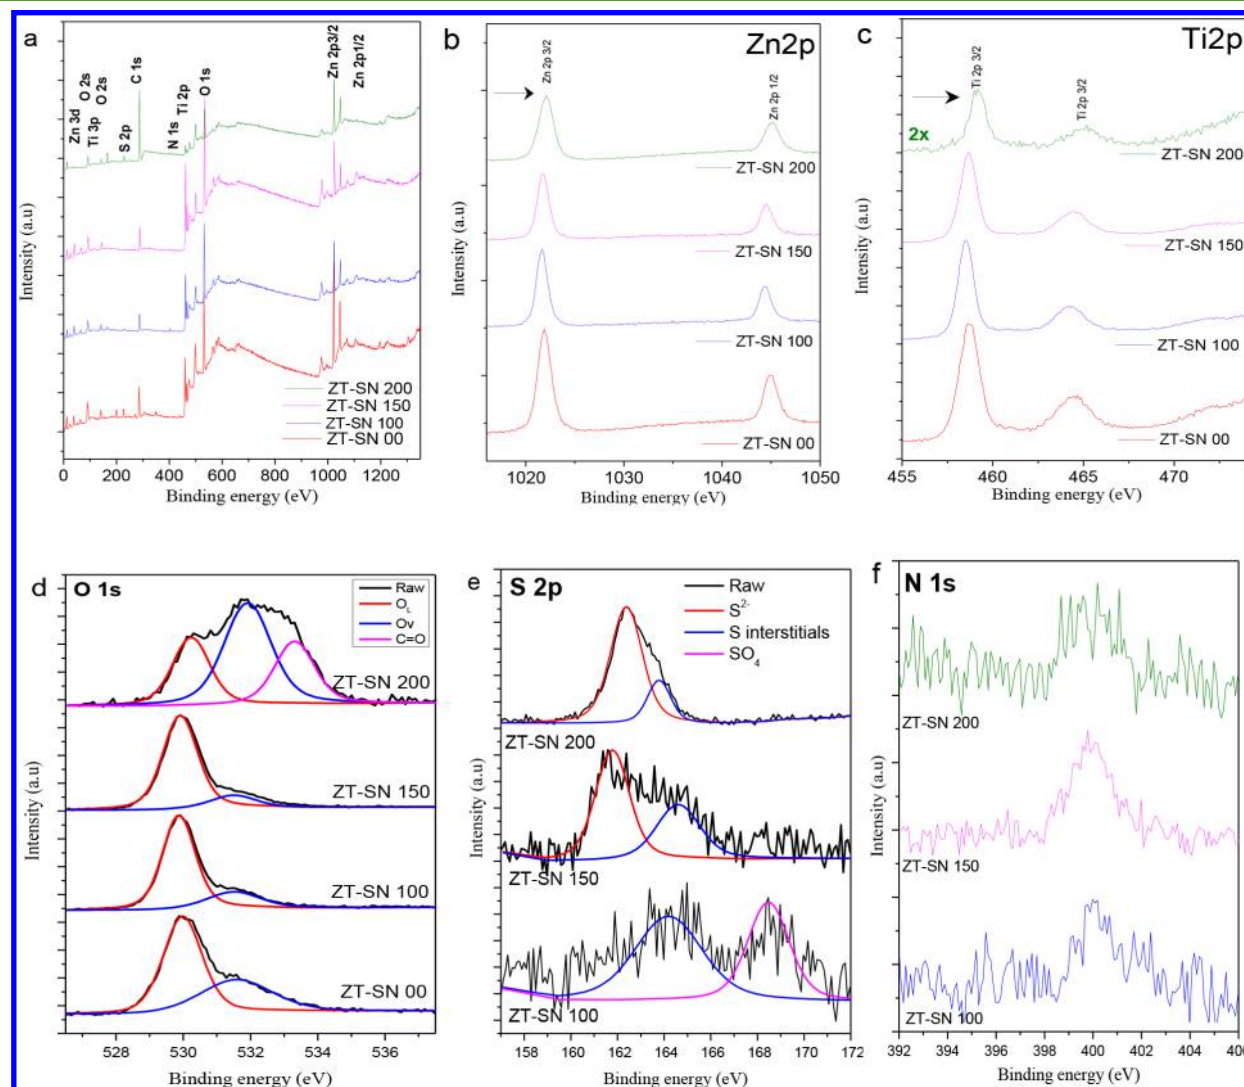 a
Zn 3d
O 2s
Ti 3p
O 2s
S 2p
C 1s
N 1s
Ti 2p
O 1s
Zn 2p3/2
Zn 2p1/2
ZT-SN 200
ZT-SN 150
ZT-SN 100
ZT-SN 00
Intensity (a.u)
0 200 400 600 800 1000 1200
Binding energy (eV)
b
Zn2p
Zn 2p 3/2
Zn 2p 1/2
ZT-SN 200
ZT-SN 150
ZT-SN 100
ZT-SN 00
Intensity (a.u)
1020 1030 1040 1050
Binding energy (eV)
c
Ti2p
Ti 2p 3/2
Ti 2p 3/2
2x
ZT-SN 200
ZT-SN 150
ZT-SN 100
ZT-SN 00
Intensity (a.u)
455 460 465 470
Binding energy (eV)
d
O 1s
Raw
OL
Ov
C=O
ZT-SN 200
ZT-SN 150
ZT-SN 100
ZT-SN 00
Intensity (a.u)
528 530 532 534 536
Binding energy (eV)
e
S 2p
Raw
S2-
S interstitials
SO4
ZT-SN 200
ZT-SN 150
ZT-SN 100
Intensity (a.u)
158 160 162 164 166 168 170 172
Binding energy (eV)
f
N 1s
ZT-SN 200
ZT-SN 150
ZT-SN 100
Intensity (a.u)
392 394 396 398 400 402 404 406
Binding energy (eV)